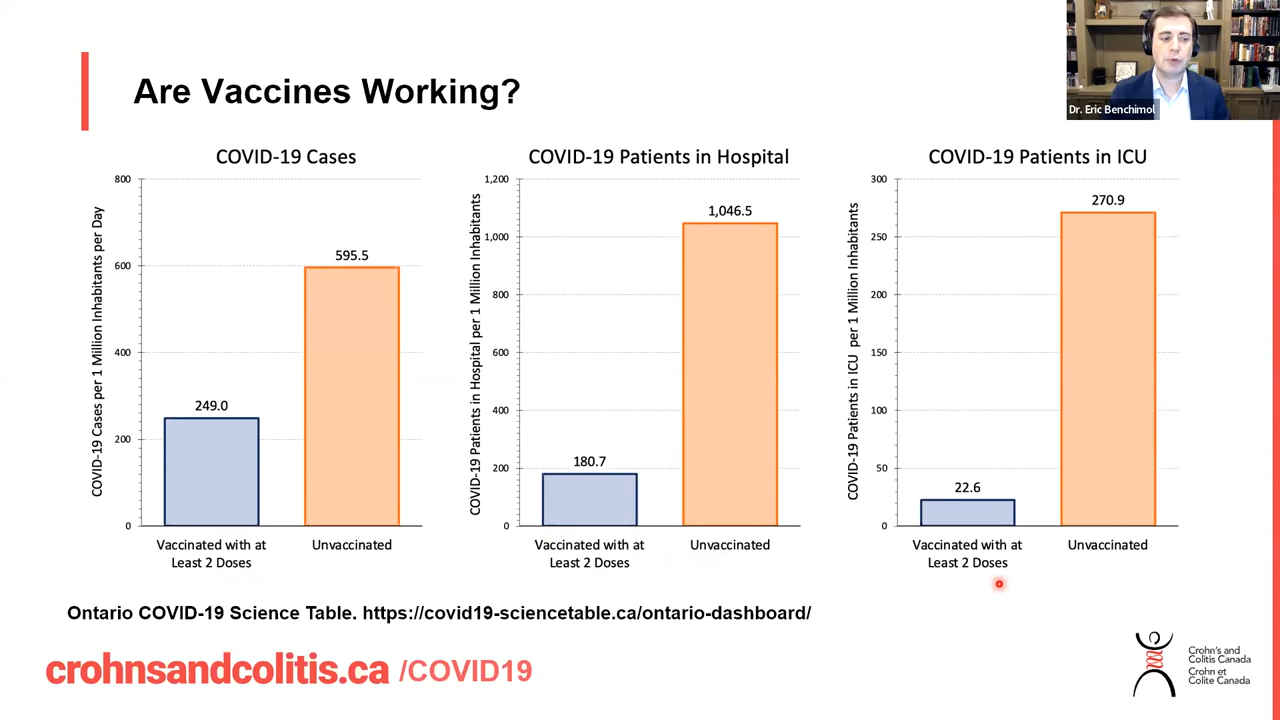 Are Vaccines Working?
Dr. Eric Benchimol
COVID-19 Cases
COVID-19 Cases per 1 Million Inhabitants per Day
800
600
400
200
0
249.0
595.5
Vaccinated with at
Least 2 Doses
Unvaccinated
COVID-19 Patients in Hospital
COVID-19 Patients in Hospital per 1 Million Inhabitants
1,200
1,000
800
600
400
200
0
180.7
1,046.5
Vaccinated with at
Least 2 Doses
Unvaccinated
COVID-19 Patients in ICU
COVID-19 Patients in ICU per 1 Million Inhabitants
300
250
200
150
100
50
0
22.6
270.9
Vaccinated with at
Least 2 Doses
Unvaccinated
Ontario COVID-19 Science Table. https://covid19-sciencetable.ca/ontario-dashboard/
crohnsandcolitis.ca /COVID19
Crohn's and
Colitis Canada
Crohn et
Colite Canada